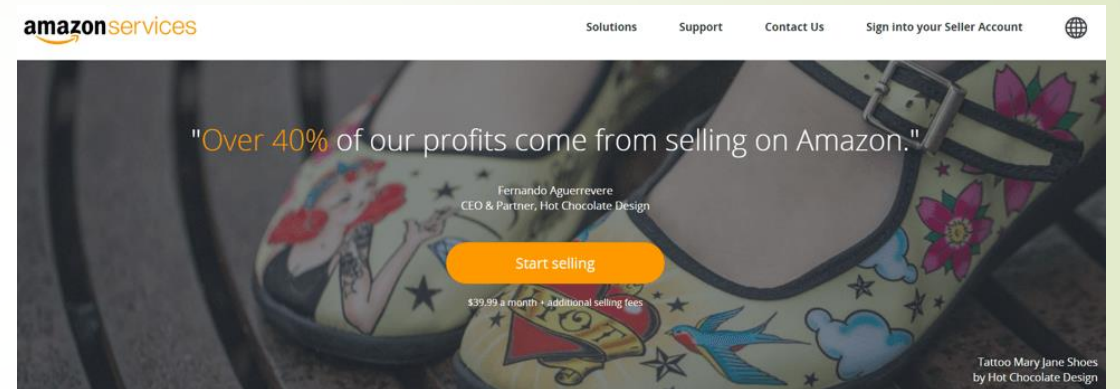 amazonservices
Solutions Support Contact Us Sign into your Seller Account
"Over 40% of our profits come from selling on Amazon."
Fernando Aguerrevere
CEO & Partner, Hot Chocolate Design
Start selling
$39.99 a month + additional selling fees
HOT
Tattoo Mary Jane Shoes
by Hot Chocolate Design